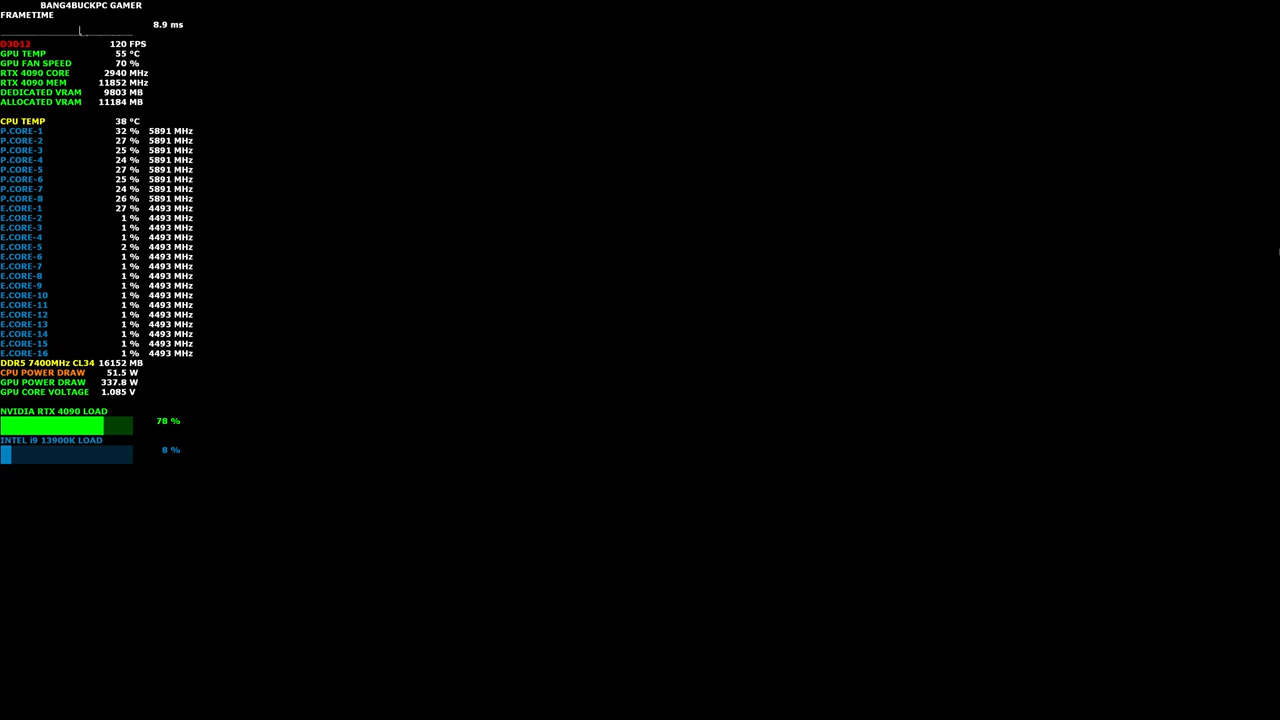 BANG4BUCKPC GAMER
FRAMETIME
8.9 ms
D3D12 120 FPS
GPU TEMP 55 °C
GPU FAN SPEED 70 %
RTX 4090 CORE 2940 MHz
RTX 4090 MEM 11852 MHz
DEDICATED VRAM 9803 MB
ALLOCATED VRAM 11184 MB
CPU TEMP 38 °C
P.CORE-1 32 % 5891 MHz
P.CORE-2 27 % 5891 MHz
P.CORE-3 25 % 5891 MHz
P.CORE-4 24 % 5891 MHz
P.CORE-5 27 % 5891 MHz
P.CORE-6 25 % 5891 MHz
P.CORE-7 24 % 5891 MHz
P.CORE-8 26 % 5891 MHz
E.CORE-1 27 % 4493 MHz
E.CORE-2 1 % 4493 MHz
E.CORE-3 1 % 4493 MHz
E.CORE-4 1 % 4493 MHz
E.CORE-5 2 % 4493 MHz
E.CORE-6 1 % 4493 MHz
E.CORE-7 1 % 4493 MHz
E.CORE-8 1 % 4493 MHz
E.CORE-9 1 % 4493 MHz
E.CORE-10 1 % 4493 MHz
E.CORE-11 1 % 4493 MHz
E.CORE-12 1 % 4493 MHz
E.CORE-13 1 % 4493 MHz
E.CORE-14 1 % 4493 MHz
E.CORE-15 1 % 4493 MHz
E.CORE-16 1 % 4493 MHz
DDR5 7400MHz CL34 16152 MB
CPU POWER DRAW 51.5 W
GPU POWER DRAW 337.8 W
GPU CORE VOLTAGE 1.085 V
NVIDIA RTX 4090 LOAD
78 %
INTEL i9 13900K LOAD
8 %